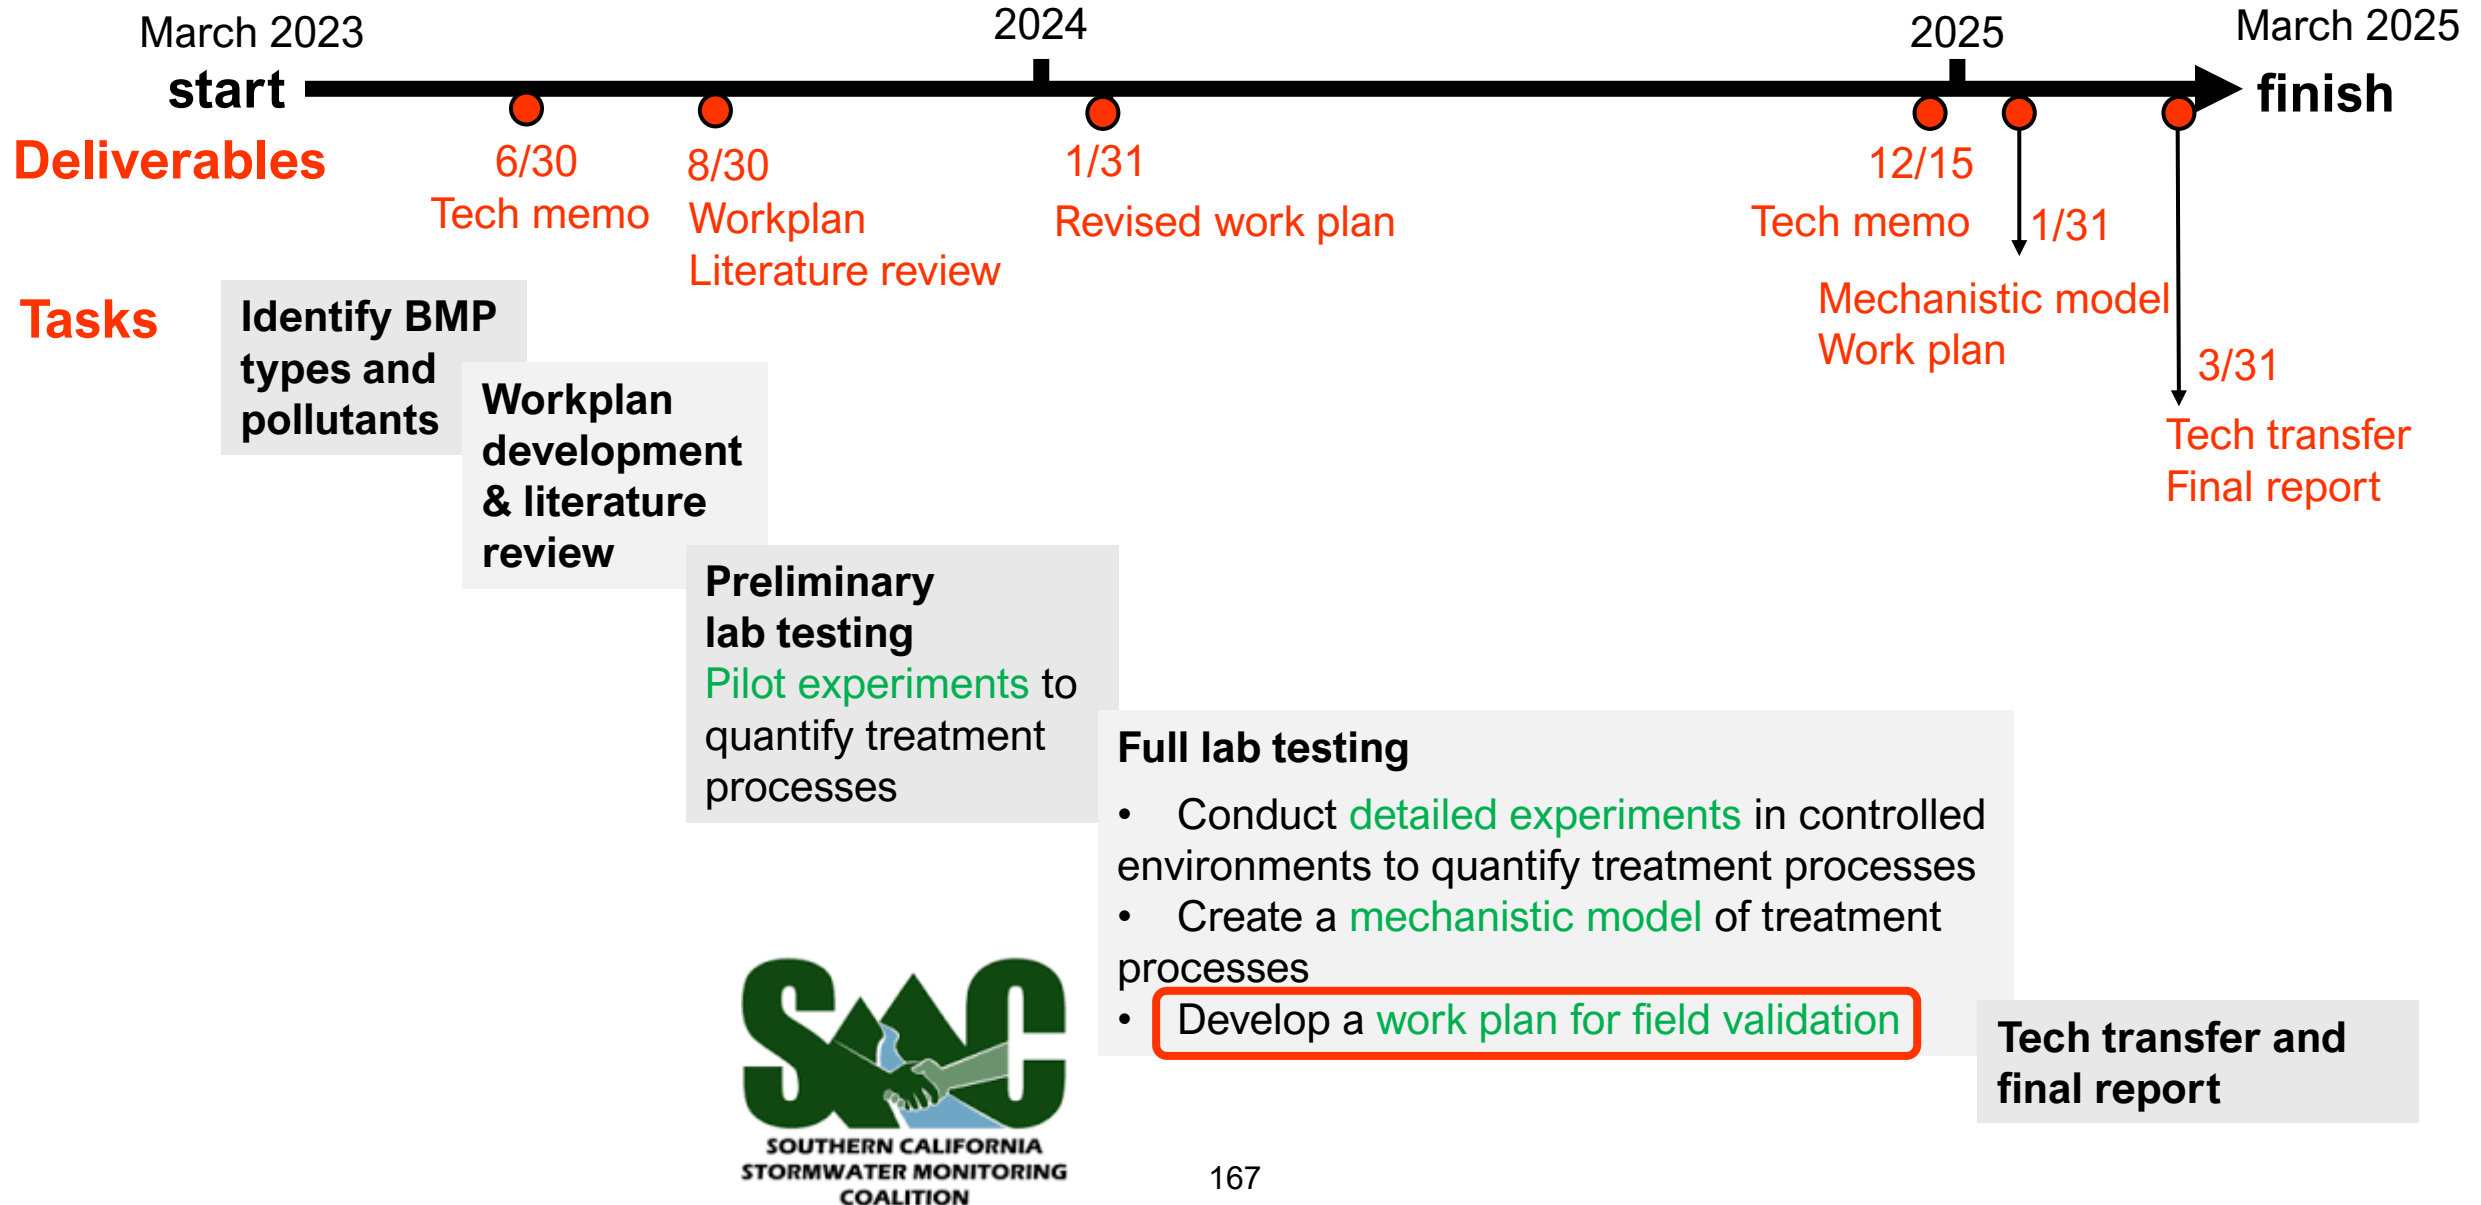 March 2023
2024
2025
March 2025
start
finish
Deliverables
6/30
Tech memo
8/30
Workplan
Literature review
1/31
Revised work plan
12/15
Tech memo
1/31
Mechanistic model
Work plan
3/31
Tech transfer
Final report
Tasks
Identify BMP
types and
pollutants
Workplan
development
& literature
review
Preliminary
lab testing
Pilot experiments to
quantify treatment
processes
Full lab testing
• Conduct detailed experiments in controlled
environments to quantify treatment processes
• Create a mechanistic model of treatment
processes
• Develop a work plan for field validation
Tech transfer and
final report
SMC
SOUTHERN CALIFORNIA
STORMWATER MONITORING
COALITION
167